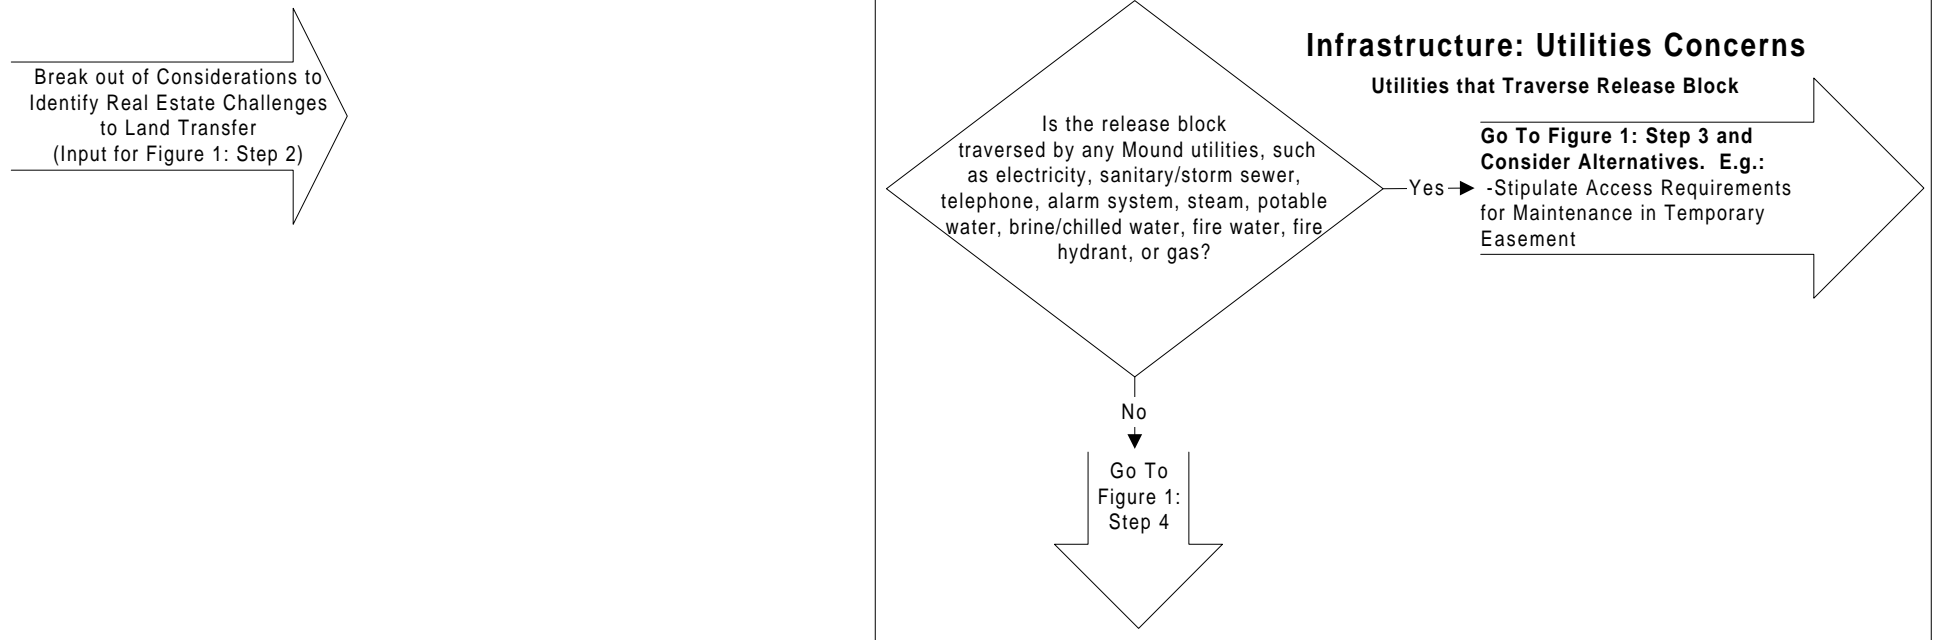 Break out of Considerations to
Identify Real Estate Challenges
to Land Transfer
(Input for Figure 1: Step 2)
Infrastructure: Utilities Concerns
Utilities that Traverse Release Block
Is the release block
traversed by any Mound utilities, such
as electricity, sanitary/storm sewer,
telephone, alarm system, steam, potable
water, brine/chilled water, fire water, fire
hydrant, or gas?
Yes
Go To Figure 1: Step 3 and
Consider Alternatives. E.g.:
-Stipulate Access Requirements
for Maintenance in Temporary
Easement
No
Go To
Figure 1:
Step 4